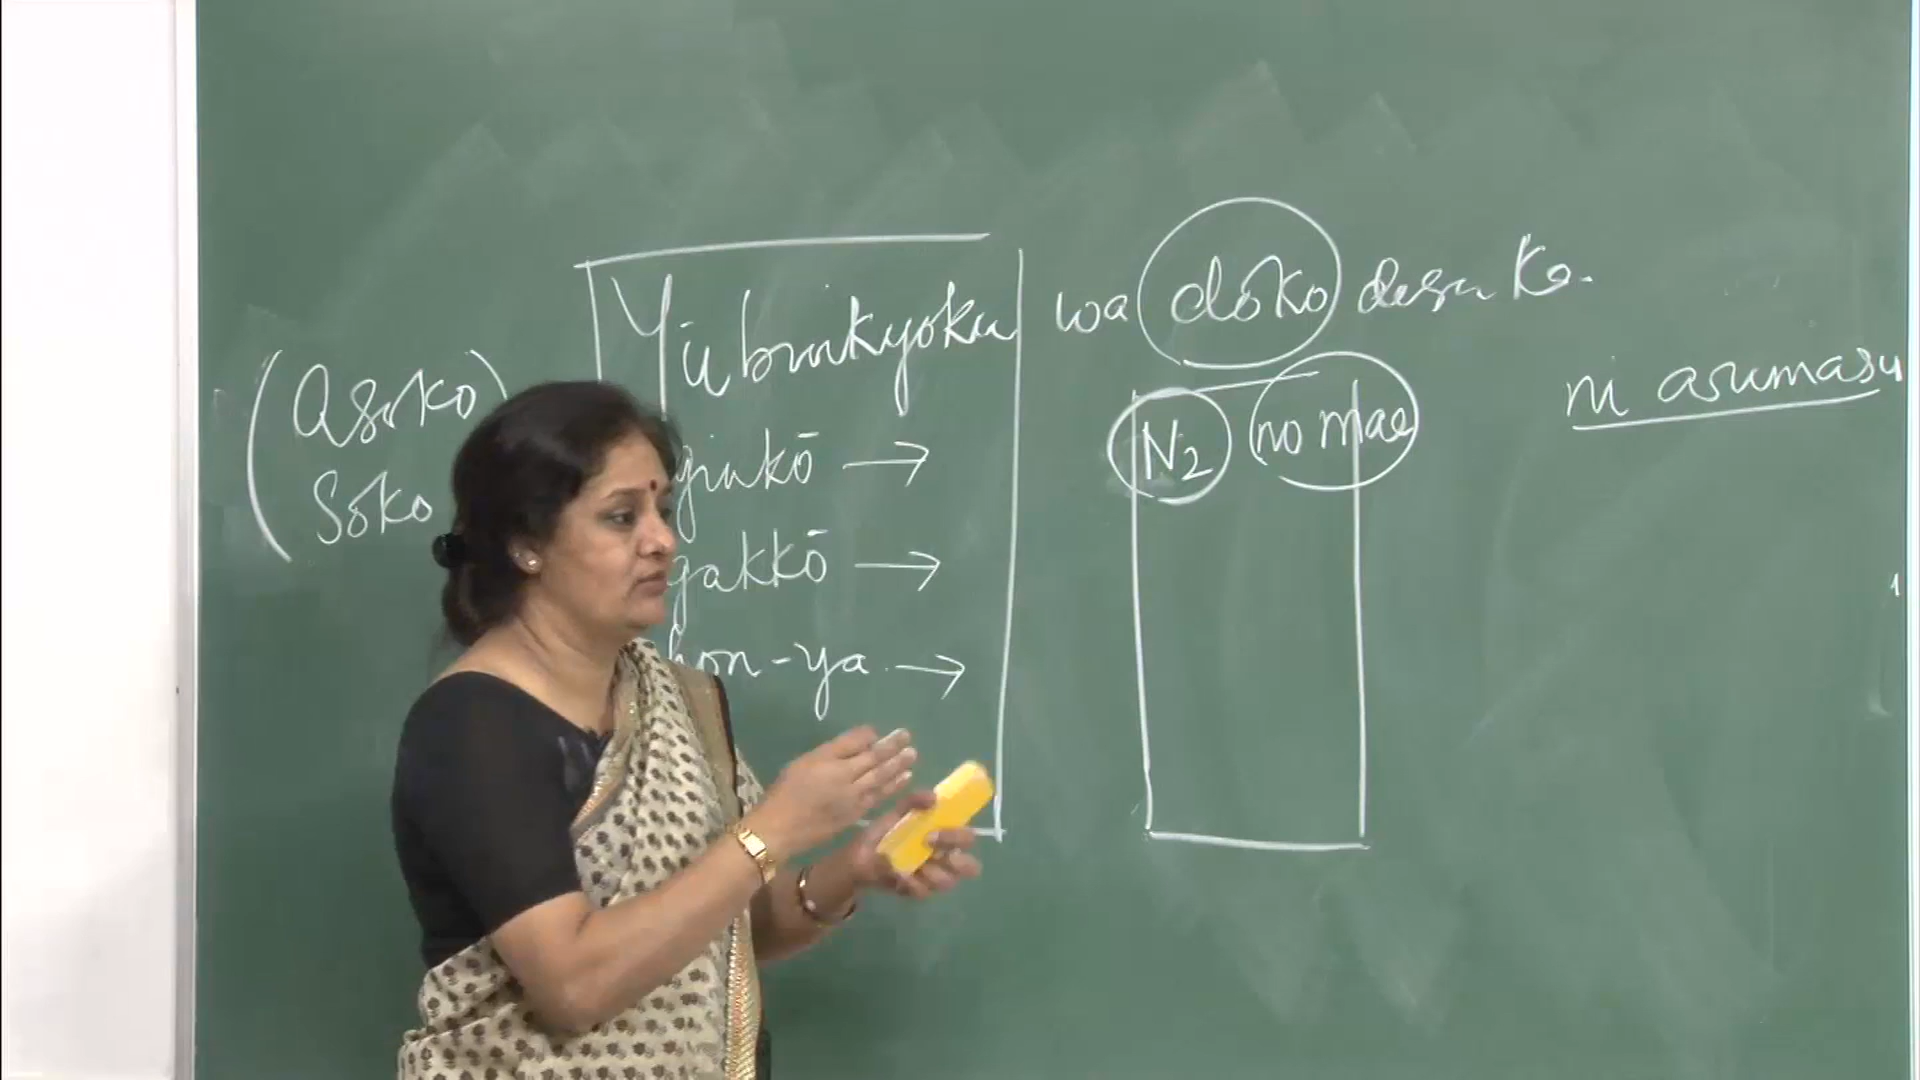 Yūbinkyoku wa doko desu ka.
(Asoko)
Soko
ginkō →
gakkō →
hon-ya →
N2 no mae
ni arimasu